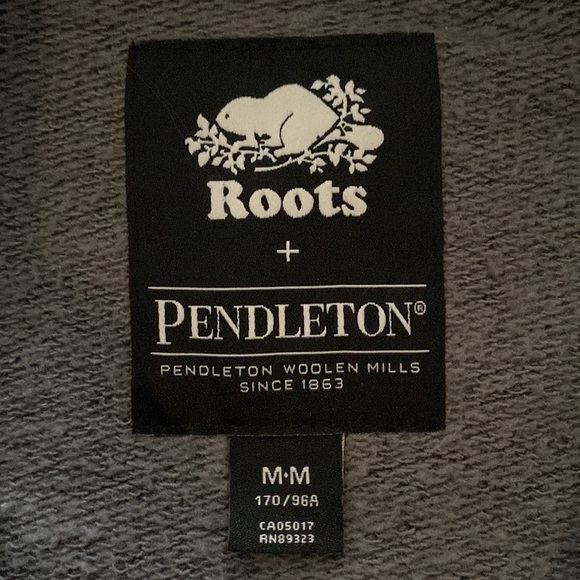 Roots
+
PENDLETON®
PENDLETON WOOLEN MILLS
SINCE 1863
M•M
170/96A
CA05017
RN89323